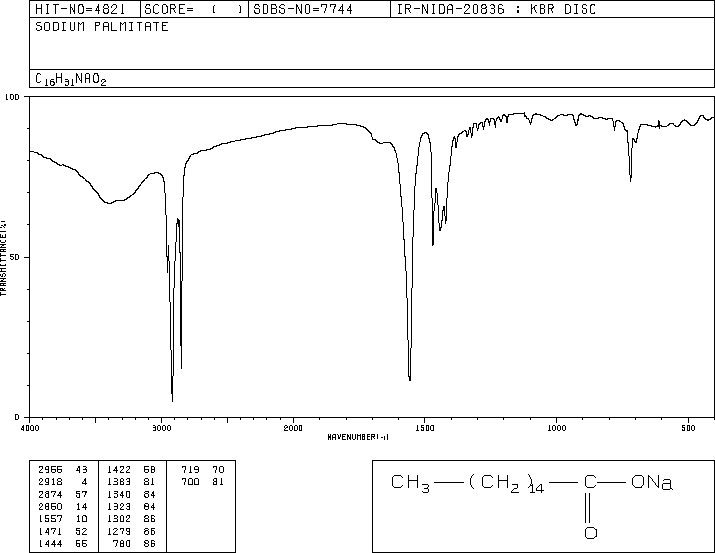 HIT-NO=4821 SCORE= ( ) SDBS-NO=7744 IR-NIDA-20836 : KBR DISC
SODIUM PALMITATE
C16H31NAO2
100
50
0
TRANSMITTANCE(%)
4000 3000 2000 1500 1000 500
WAVENUMBER(-1)
2956 43 1422 58 719 70
2918 4 1383 81 700 81
2874 57 1340 84
2850 14 1323 84
1557 10 1302 86
1471 52 1279 86
1444 55 780 86
CH3—(CH2)14—C—ONa
O